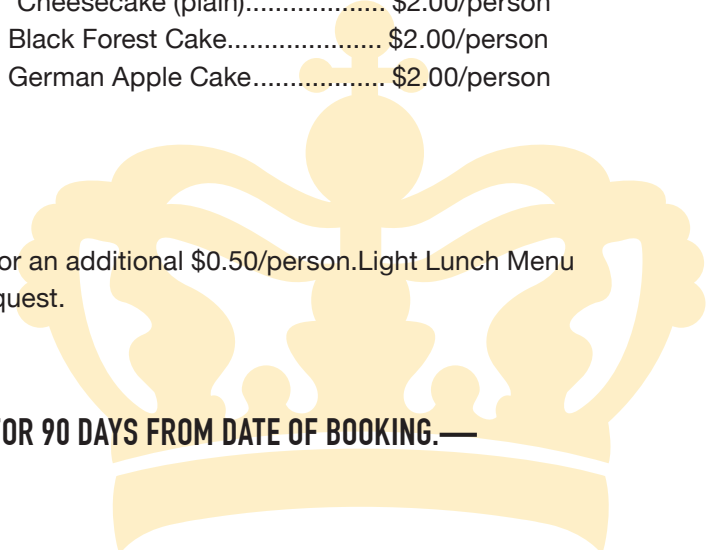 Cheesecake (plain).................... $2.00/person
Black Forest Cake...................... $2.00/person
German Apple Cake................... $2.00/person
or an additional $0.50/person.Light Lunch Menu
quest.
OR 90 DAYS FROM DATE OF BOOKING.—